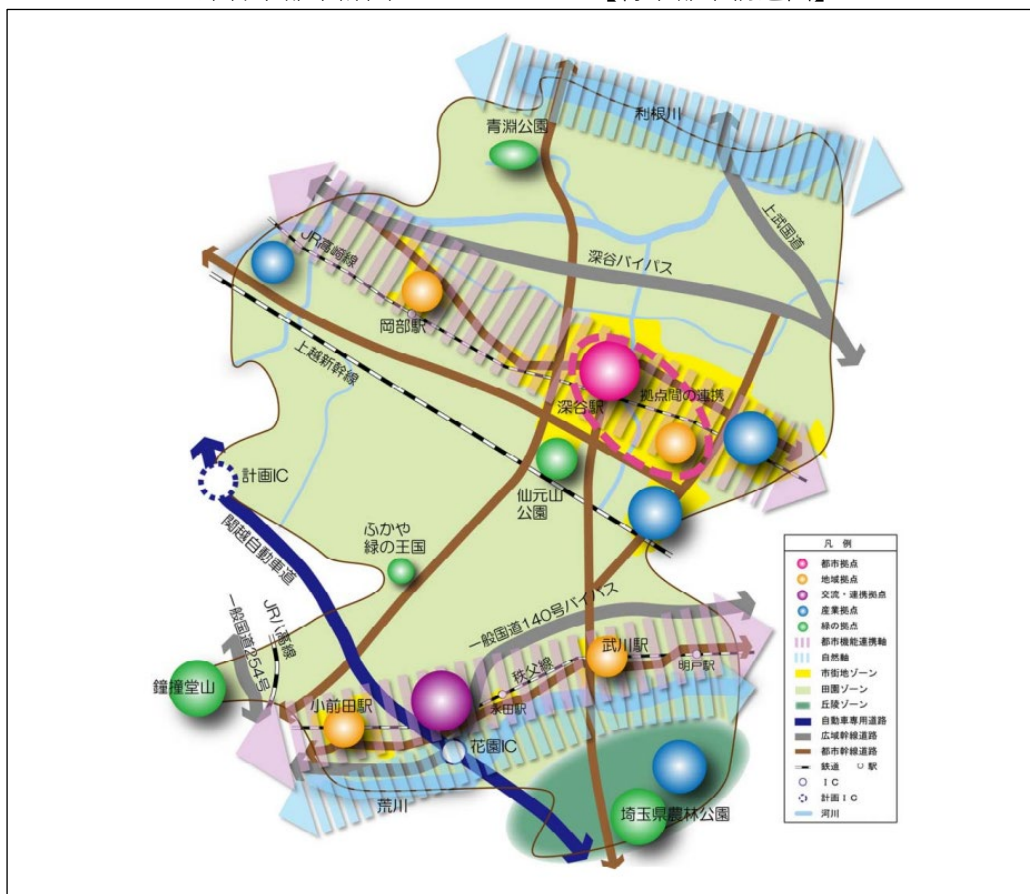 利根川
青淵公園
上武国道
JR高崎線
深谷バイパス
岡部駅
上越新幹線
深谷駅
拠点間の連携
計画IC
仙元山
公園
関越自動車道
ふかや
緑の王国
一般国道140号バイパス
一般国道254号
JR八高線
武川駅
明戸駅
秩父線
鐘撞堂山
小前田駅
永田駅
花園IC
荒川
埼玉県農林公園
凡 例
都市拠点
地域拠点
交流・連携拠点
産業拠点
緑の拠点
都市機能連携軸
自然軸
市街地ゾーン
田園ゾーン
丘陵ゾーン
自動車専用道路
広域幹線道路
都市幹線道路
鉄道 駅
IC
計画IC
河川